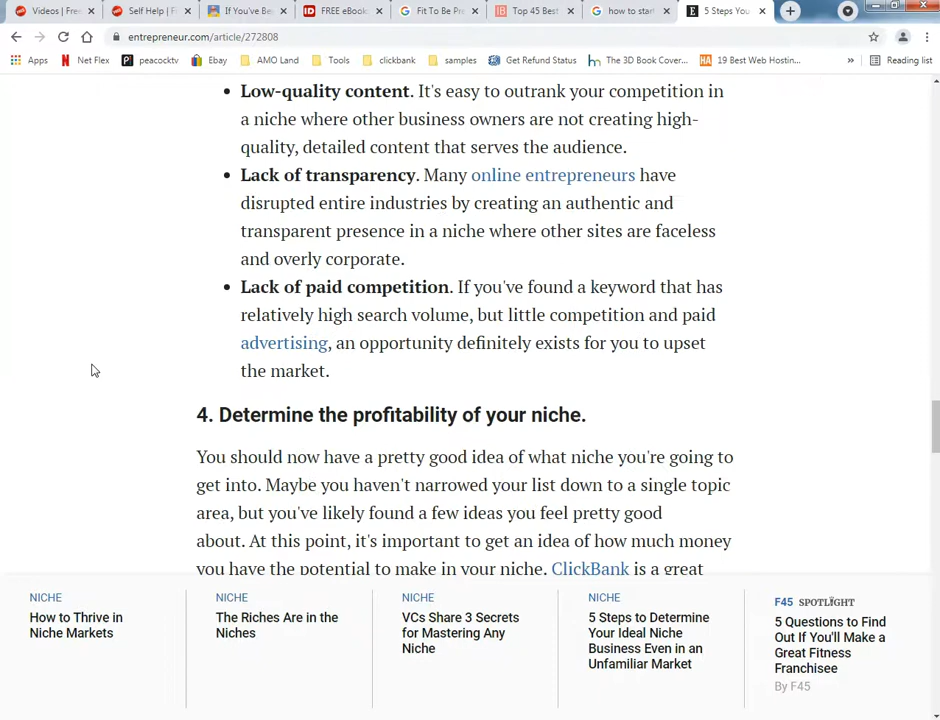 Videos | Free
Self Help | F
If You've Be
FREE eBook
Fit To Be Pr
Top 45 Best
how to start
5 Steps You
entrepreneur.com/article/272808
Apps
Net Flex
peacocktv
Ebay
AMO Land
Tools
clickbank
samples
Get Refund Status
The 3D Book Cover...
19 Best Web Hostin...
»
Reading list
• Low-quality content. It's easy to outrank your competition in
a niche where other business owners are not creating high-
quality, detailed content that serves the audience.
• Lack of transparency. Many online entrepreneurs have
disrupted entire industries by creating an authentic and
transparent presence in a niche where other sites are faceless
and overly corporate.
• Lack of paid competition. If you've found a keyword that has
relatively high search volume, but little competition and paid
advertising, an opportunity definitely exists for you to upset
the market.
4. Determine the profitability of your niche.
You should now have a pretty good idea of what niche you're going to
get into. Maybe you haven't narrowed your list down to a single topic
area, but you've likely found a few ideas you feel pretty good
about. At this point, it's important to get an idea of how much money
you have the potential to make in your niche. ClickBank is a great
NICHE
How to Thrive in
Niche Markets
NICHE
The Riches Are in the
Niches
NICHE
VCs Share 3 Secrets
for Mastering Any
Niche
NICHE
5 Steps to Determine
Your Ideal Niche
Business Even in an
Unfamiliar Market
F45 SPOTLIGHT
5 Questions to Find
Out If You'll Make a
Great Fitness
Franchisee
By F45